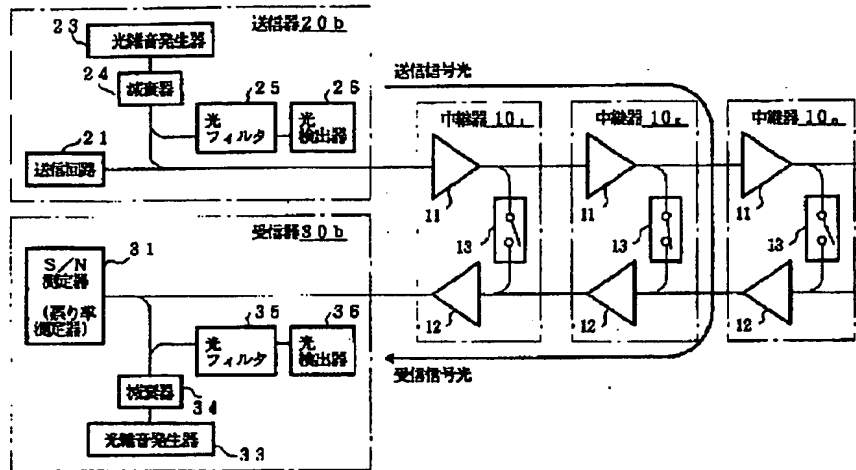 送信器20b
23
光雑音発生器
24
減衰器
25
光
フィルタ
26
光
検出器
21
送信回路
送信信号光
中継器10₁
中継器10
中継器10ₙ
11
11
11
13
13
13
12
12
12
受信信号光
受信器30b
31
S/N
測定器
(誤り率
測定器)
35
光
フィルタ
36
光
検出器
減衰器
34
光雑音発生器
33